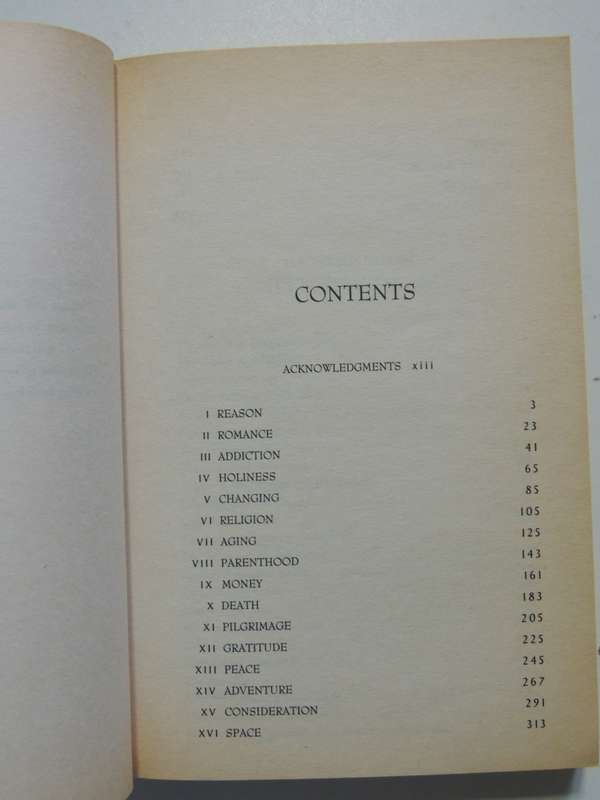 CONTENTS
ACKNOWLEDGMENTS xiii
I REASON 3
II ROMANCE 23
III ADDICTION 41
IV HOLINESS 65
V CHANGING 85
VI RELIGION 105
VII AGING 125
VIII PARENTHOOD 143
IX MONEY 161
X DEATH 183
XI PILGRIMAGE 205
XII GRATITUDE 225
XIII PEACE 245
XIV ADVENTURE 267
XV CONSIDERATION 291
XVI SPACE 313